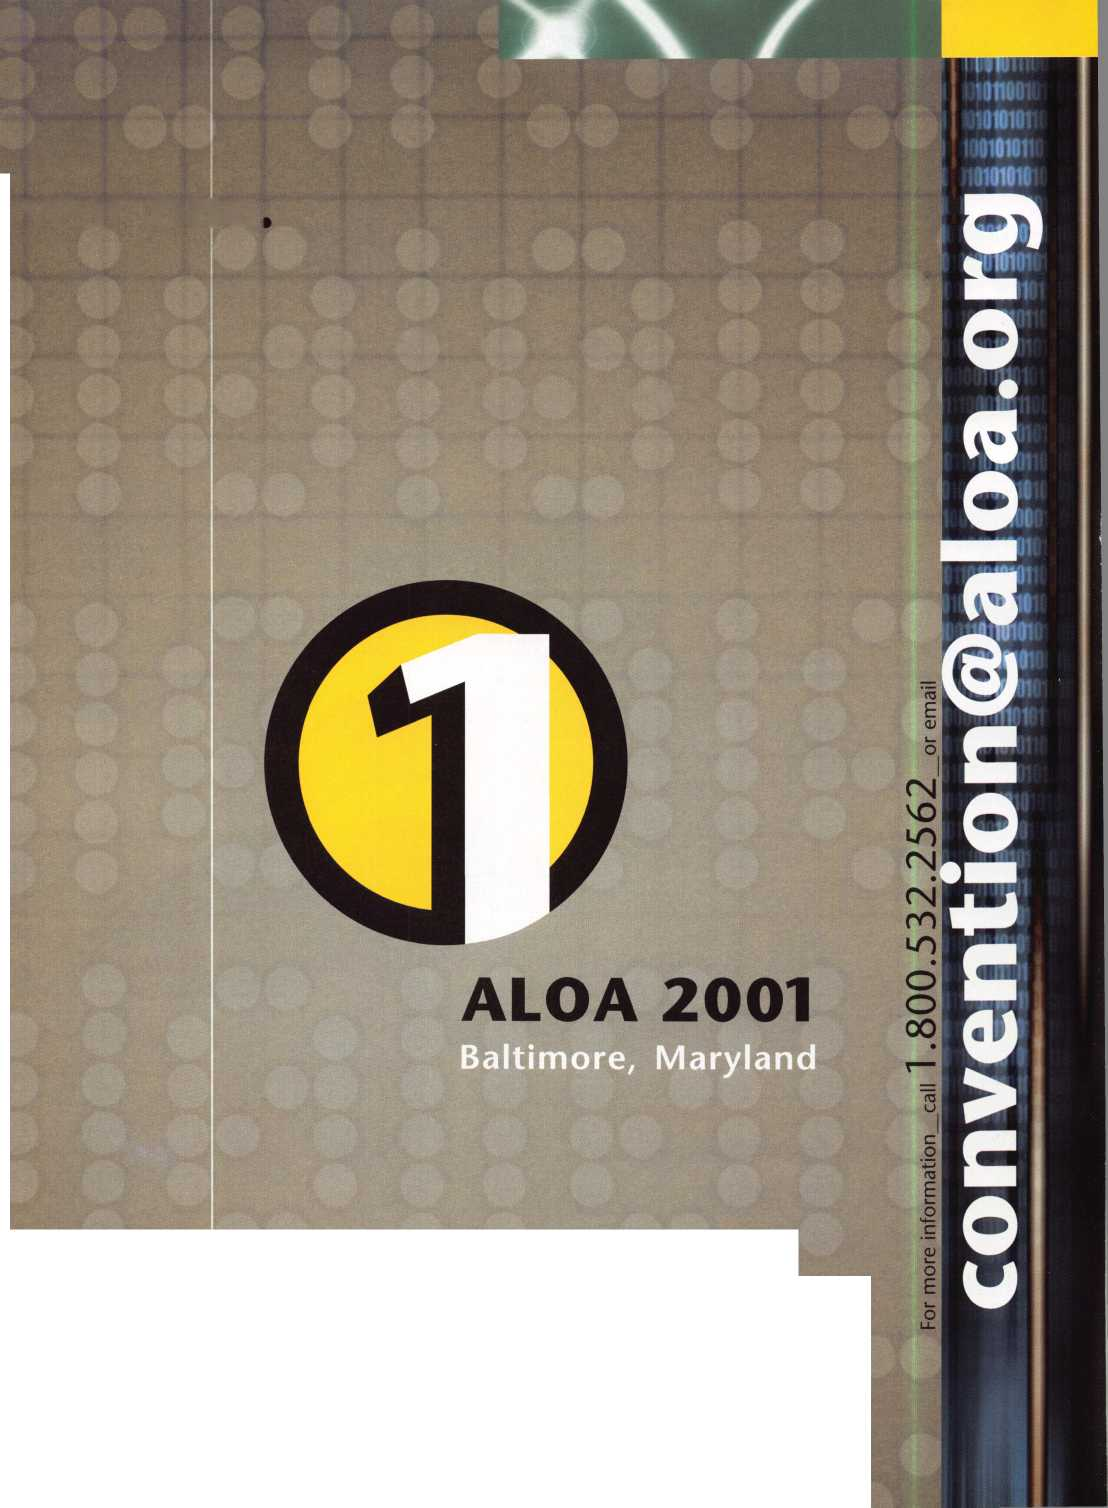 1
ALOA 2001
Baltimore, Maryland
For more information_call 1.800.532.2562_or email
convention@aloa.org